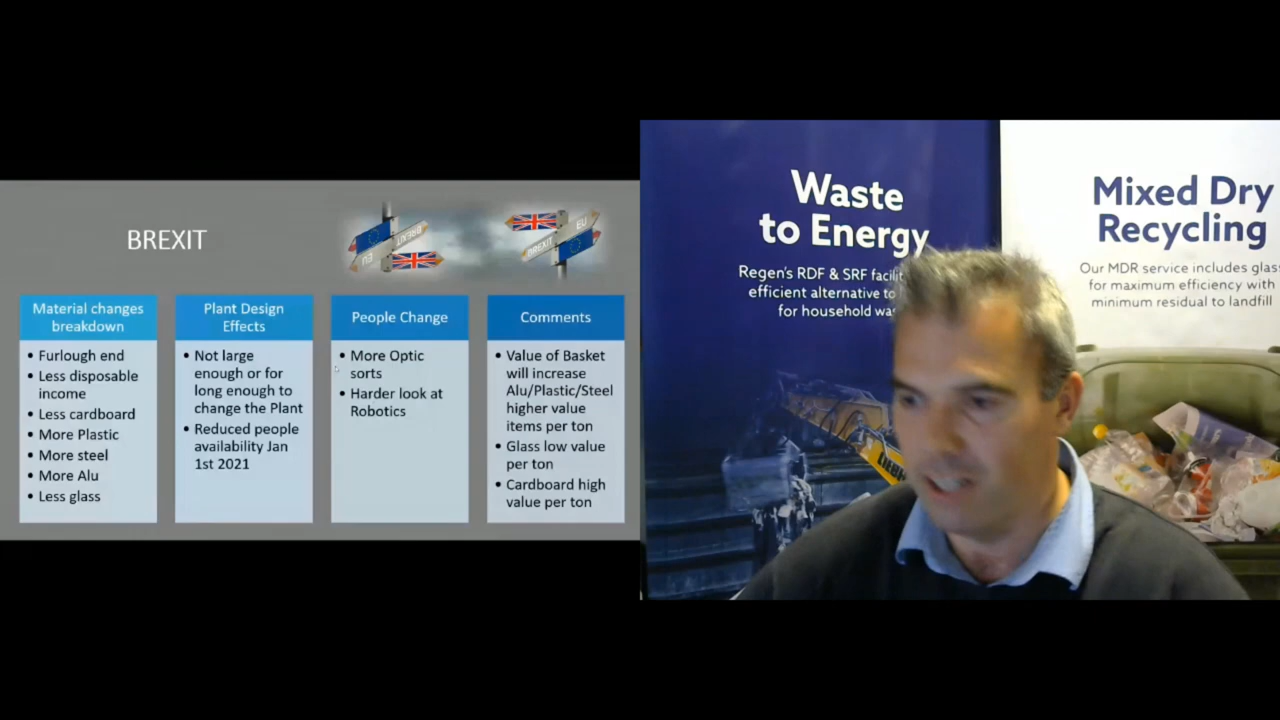 BREXIT
BREXIT
EU
EU
BREXIT
Material changes
breakdown
• Furlough end
• Less disposable
income
• Less cardboard
• More Plastic
• More steel
• More Alu
• Less glass
Plant Design
Effects
• Not large
enough or for
long enough to
change the Plant
• Reduced people
availability Jan
1st 2021
People Change
• More Optic
sorts
• Harder look at
Robotics
Comments
• Value of Basket
will increase
Alu/Plastic/Steel
higher value
items per ton
• Glass low value
per ton
• Cardboard high
value per ton
Waste
to Energy
Regen's RDF & SRF
efficient alternative to
for household
Mixed Dry
Recycling
Our MDR service includes
for maximum efficiency with
minimum residual to landfill